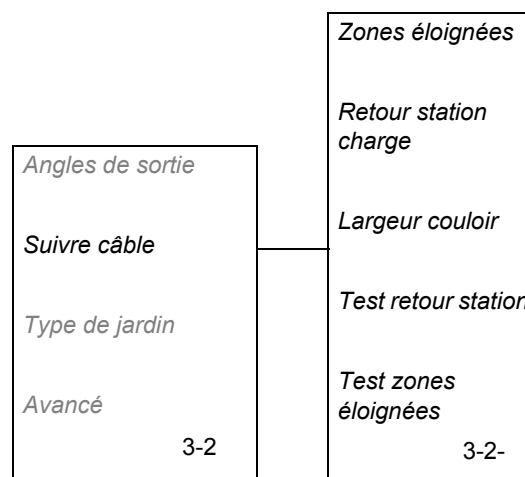 Angles de sortie
Suivre câble
Type de jardin
Avancé
3-2
Zones éloignées
Retour station
charge
Largeur couloir
Test retour station
Test zones
éloignées
3-2-